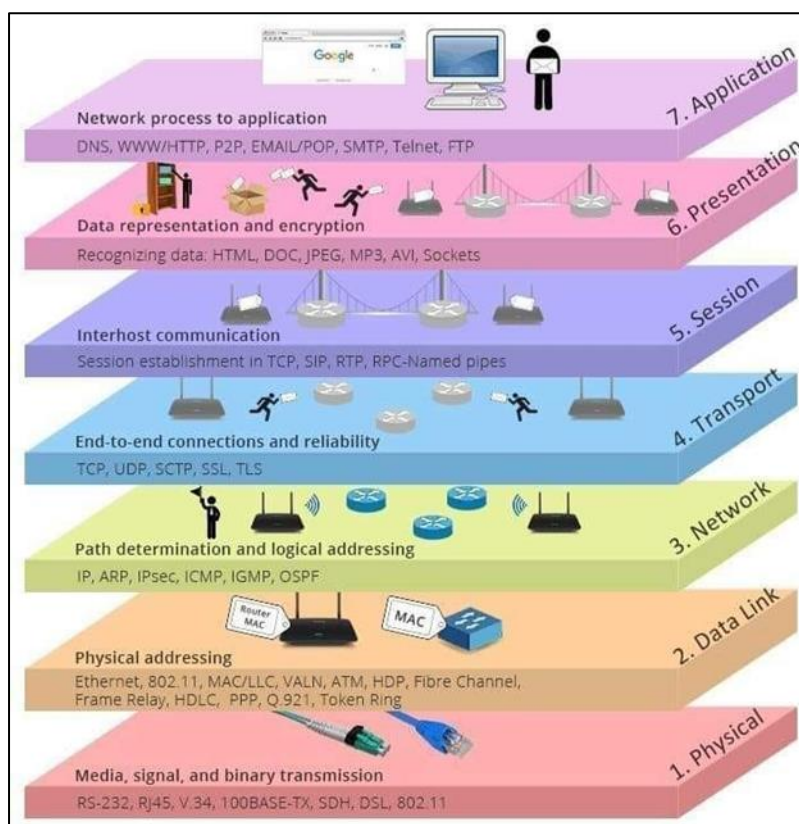 Google
Network process to application
DNS, WWW/HTTP, P2P, EMAIL/POP, SMTP, Telnet, FTP
7. Application
Data representation and encryption
Recognizing data: HTML, DOC, JPEG, MP3, AVI, Sockets
6. Presentation
Interhost communication
Session establishment in TCP, SIP, RTP, RPC-Named pipes
5. Session
End-to-end connections and reliability
TCP, UDP, SCTP, SSL, TLS
4. Transport
Path determination and logical addressing
IP, ARP, IPsec, ICMP, IGMP, OSPF
3. Network
Router
MAC
MAC
Physical addressing
Ethernet, 802.11, MAC/LLC, VALN, ATM, HDP, Fibre Channel,
Frame Relay, HDLC, PPP, Q.921, Token Ring
2. Data Link
Media, signal, and binary transmission
RS-232, RJ45, V.34, 100BASE-TX, SDH, DSL, 802.11
1. Physical